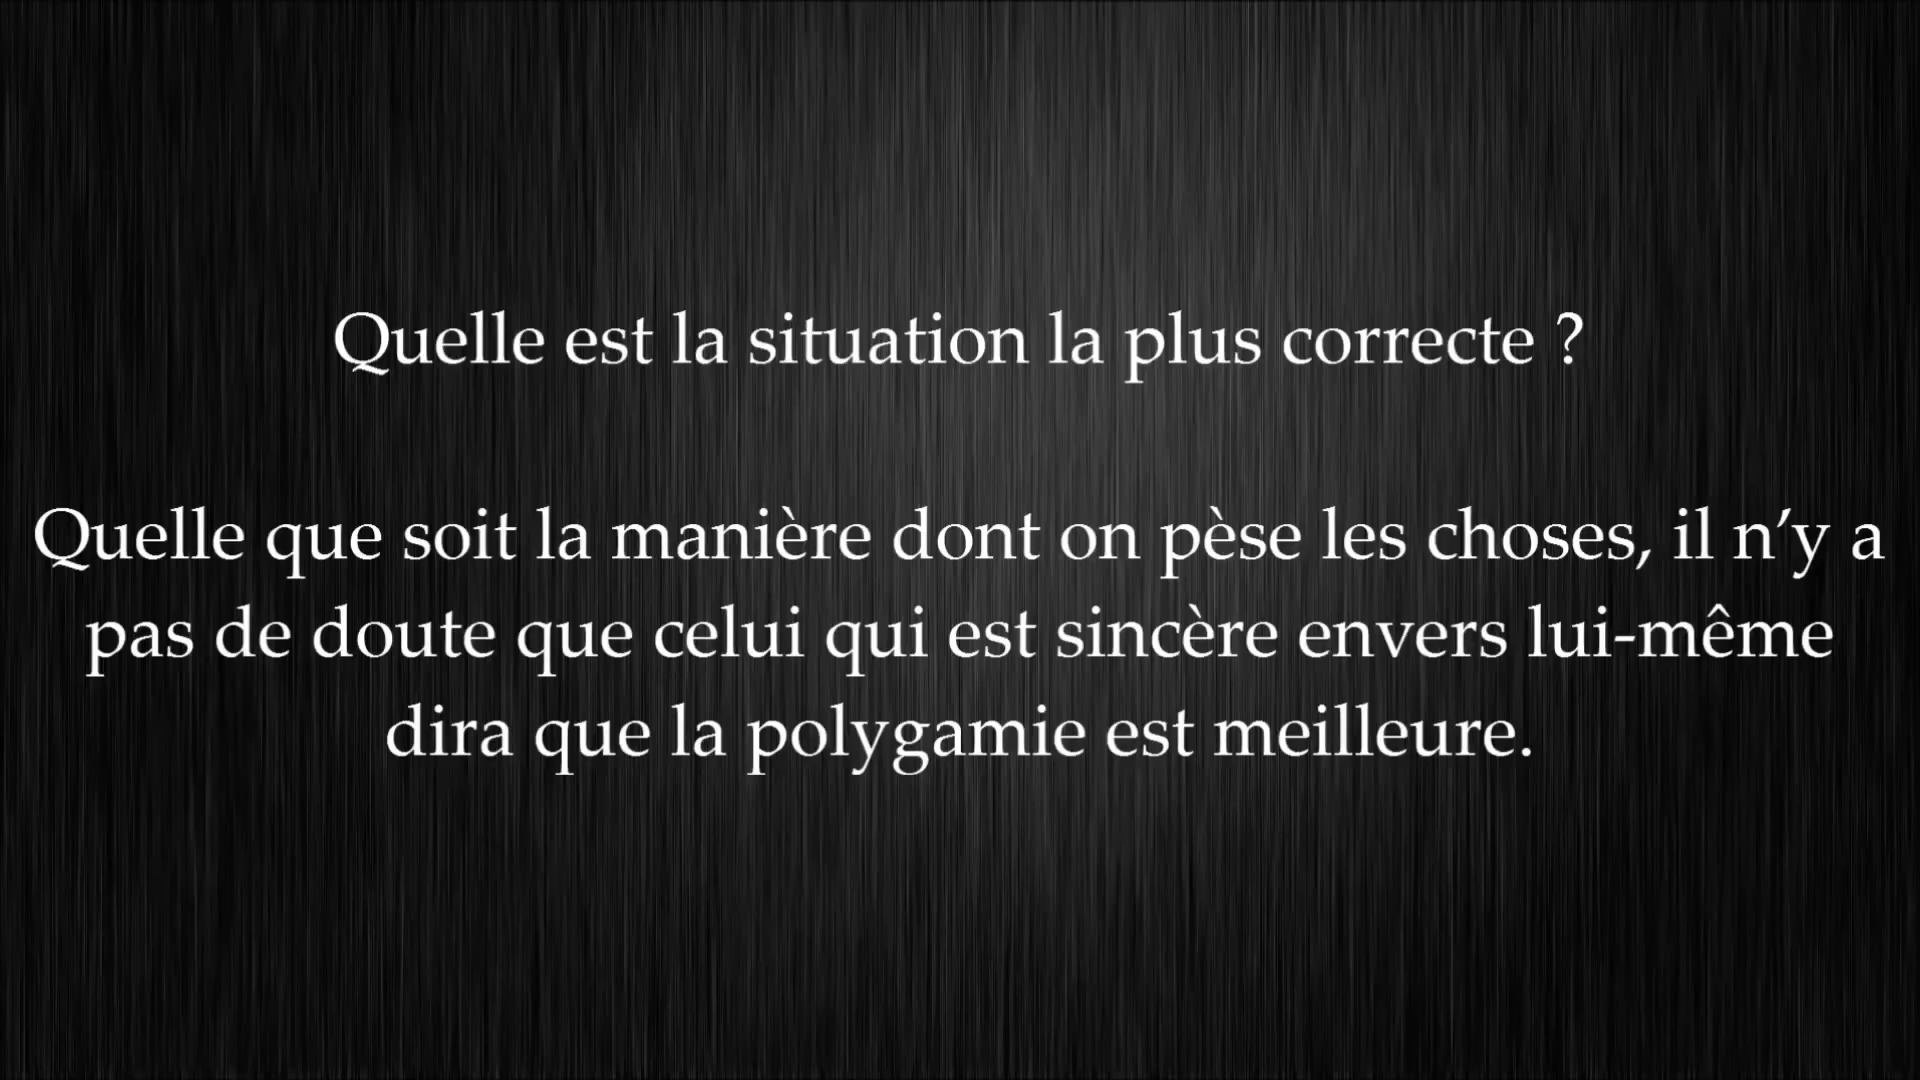 Quelle est la situation la plus correcte ?
Quelle que soit la manière dont on pèse les choses, il n’y a
pas de doute que celui qui est sincère envers lui-même
dira que la polygamie est meilleure.